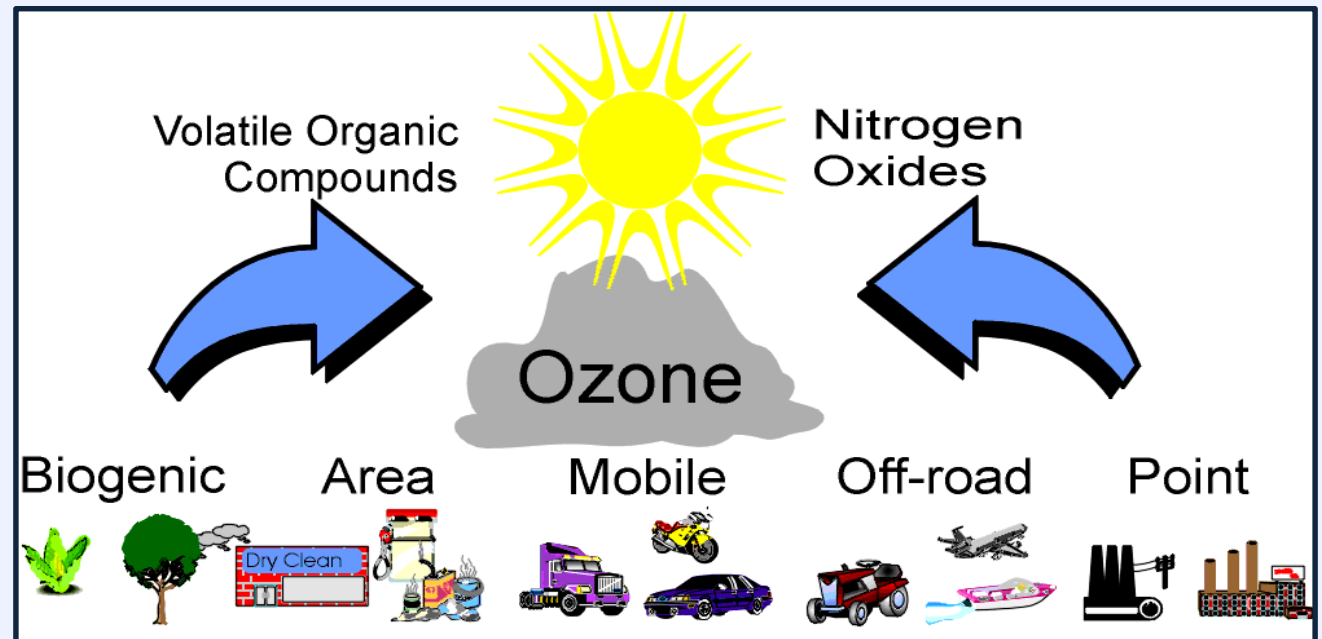 Volatile Organic
Compounds
Nitrogen
Oxides
Ozone
Biogenic
Area
Mobile
Off-road
Point
Dry Clean